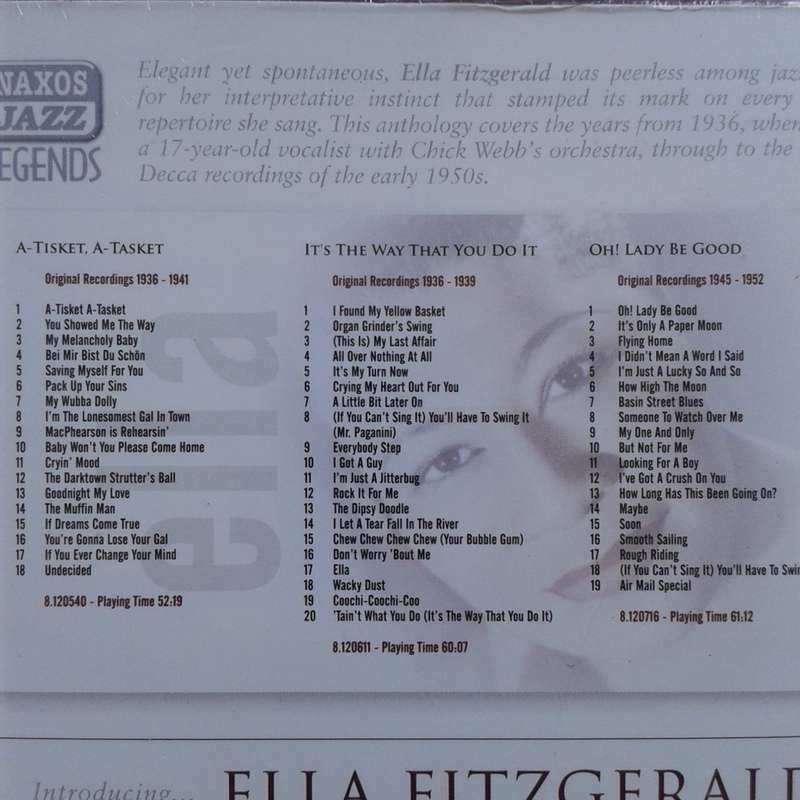 NAXOS
JAZZ
LEGENDS
Elegant yet spontaneous, Ella Fitzgerald was peerless among jazz
for her interpretative instinct that stamped its mark on every
repertoire she sang. This anthology covers the years from 1936, when
a 17-year-old vocalist with Chick Webb's orchestra, through to the
Decca recordings of the early 1950s.
A-TISKET, A-TASKET
Original Recordings 1936 - 1941
1 A-Tisket A-Tasket
2 You Showed Me The Way
3 My Melancholy Baby
4 Bei Mir Bist Du Schön
5 Saving Myself For You
6 Pack Up Your Sins
7 My Wubba Dolly
8 I'm The Lonesomest Gal In Town
9 MacPhearson is Rehearsin'
10 Baby Won't You Please Come Home
11 Cryin' Mood
12 The Darktown Strutter's Ball
13 Goodnight My Love
14 The Muffin Man
15 If Dreams Come True
16 You're Gonna Lose Your Gal
17 If You Ever Change Your Mind
18 Undecided
8.120540 - Playing Time 52:19
IT'S THE WAY THAT YOU DO IT
Original Recordings 1936 - 1939
1 I Found My Yellow Basket
2 Organ Grinder's Swing
3 (This Is) My Last Affair
4 All Over Nothing At All
5 It's My Turn Now
6 Crying My Heart Out For You
7 A Little Bit Later On
8 (If You Can't Sing It) You'll Have To Swing It
(Mr. Paganini)
9 Everybody Step
10 I Got A Guy
11 I'm Just A Jitterbug
12 Rock It For Me
13 The Dipsy Doodle
14 I Let A Tear Fall In The River
15 Chew Chew Chew Chew (Your Bubble Gum)
16 Don't Worry 'Bout Me
17 Ella
18 Wacky Dust
19 Coochi-Coochi-Coo
20 'Tain't What You Do (It's The Way That You Do It)
8.120611 - Playing Time 60:07
OH! LADY BE GOOD
Original Recordings 1945 - 1952
1 Oh! Lady Be Good
2 It's Only A Paper Moon
3 Flying Home
4 I Didn't Mean A Word I Said
5 I'm Just A Lucky So And So
6 How High The Moon
7 Basin Street Blues
8 Someone To Watch Over Me
9 My One And Only
10 But Not For Me
11 Looking For A Boy
12 I've Got A Crush On You
13 How Long Has This Been Going On?
14 Maybe
15 Soon
16 Smooth Sailing
17 Rough Riding
18 (If You Can't Sing It) You'll Have To Swin
19 Air Mail Special
8.120716 - Playing Time 61:12
ella
Introducing... ELLA FITZGERALD